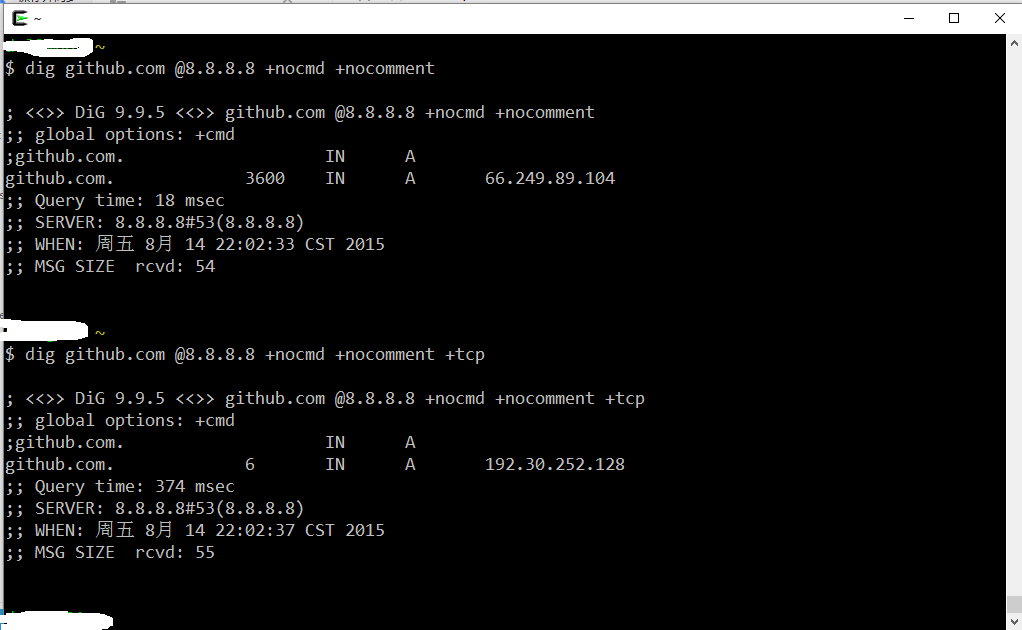 ~
~
$ dig github.com @8.8.8.8 +nocmd +nocomment
; <<>> DiG 9.9.5 <<>> github.com @8.8.8.8 +nocmd +nocomment
;; global options: +cmd
;github.com. IN A
github.com. 3600 IN A 66.249.89.104
;; Query time: 18 msec
;; SERVER: 8.8.8.8#53(8.8.8.8)
;; WHEN: 周五 8月 14 22:02:33 CST 2015
;; MSG SIZE rcvd: 54
~
$ dig github.com @8.8.8.8 +nocmd +nocomment +tcp
; <<>> DiG 9.9.5 <<>> github.com @8.8.8.8 +nocmd +nocomment +tcp
;; global options: +cmd
;github.com. IN A
github.com. 6 IN A 192.30.252.128
;; Query time: 374 msec
;; SERVER: 8.8.8.8#53(8.8.8.8)
;; WHEN: 周五 8月 14 22:02:37 CST 2015
;; MSG SIZE rcvd: 55